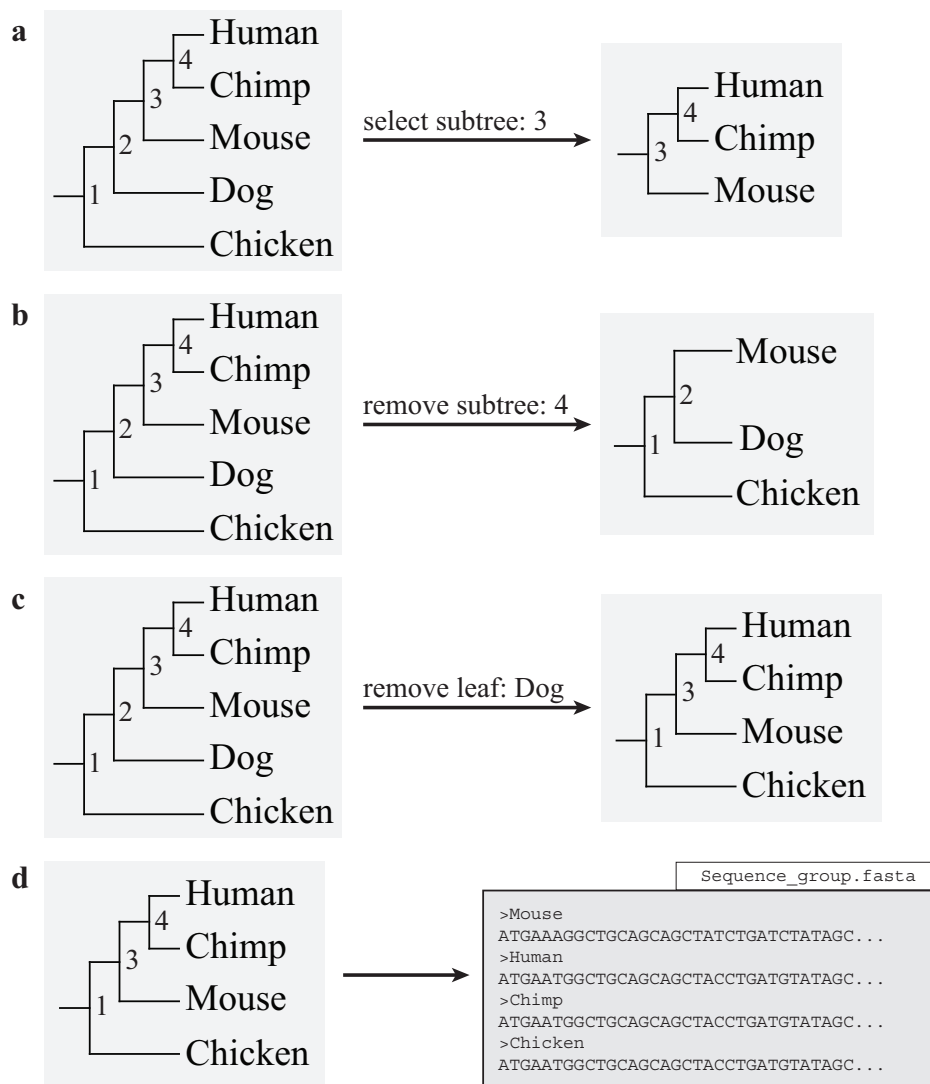 a
Human
4
Chimp
3
Mouse
2
Dog
1
Chicken
select subtree: 3
Human
4
Chimp
3
Mouse
b
Human
4
Chimp
3
Mouse
2
Dog
1
Chicken
remove subtree: 4
Mouse
2
Dog
1
Chicken
c
Human
4
Chimp
3
Mouse
2
Dog
1
Chicken
remove leaf: Dog
Human
4
Chimp
3
Mouse
1
Chicken
d
Human
4
Chimp
3
Mouse
1
Chicken
Sequence_group.fasta
>Mouse
ATGAAAGGCTGCAGCAGCTATCTGATCTATAGC...
>Human
ATGAATGGCTGCAGCAGCTACCTGATGTATAGC...
>Chimp
ATGAATGGCTGCAGCAGCTACCTGATGTATAGC...
>Chicken
ATGAATGGCTGCAGCAGCTACCTGATGTATAGC...